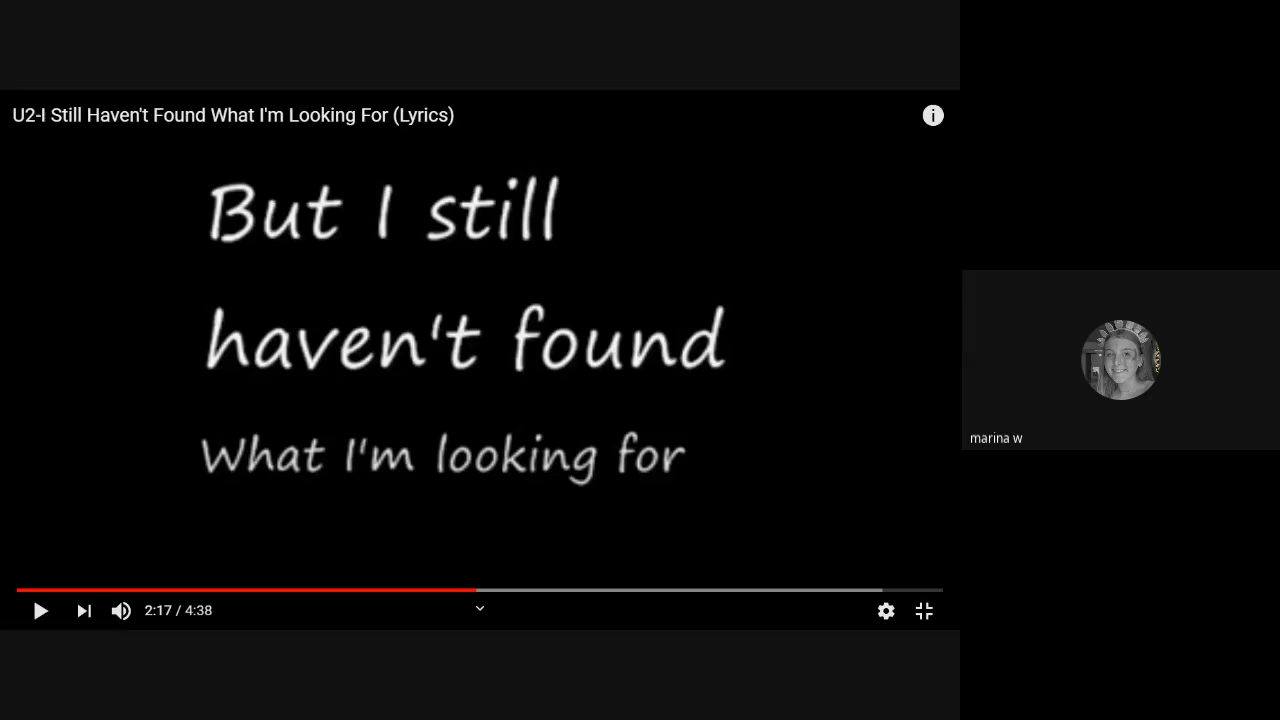 U2-I Still Haven't Found What I'm Looking For (Lyrics)
But I still
haven't found
What I'm looking for
marina w
2:17 / 4:38